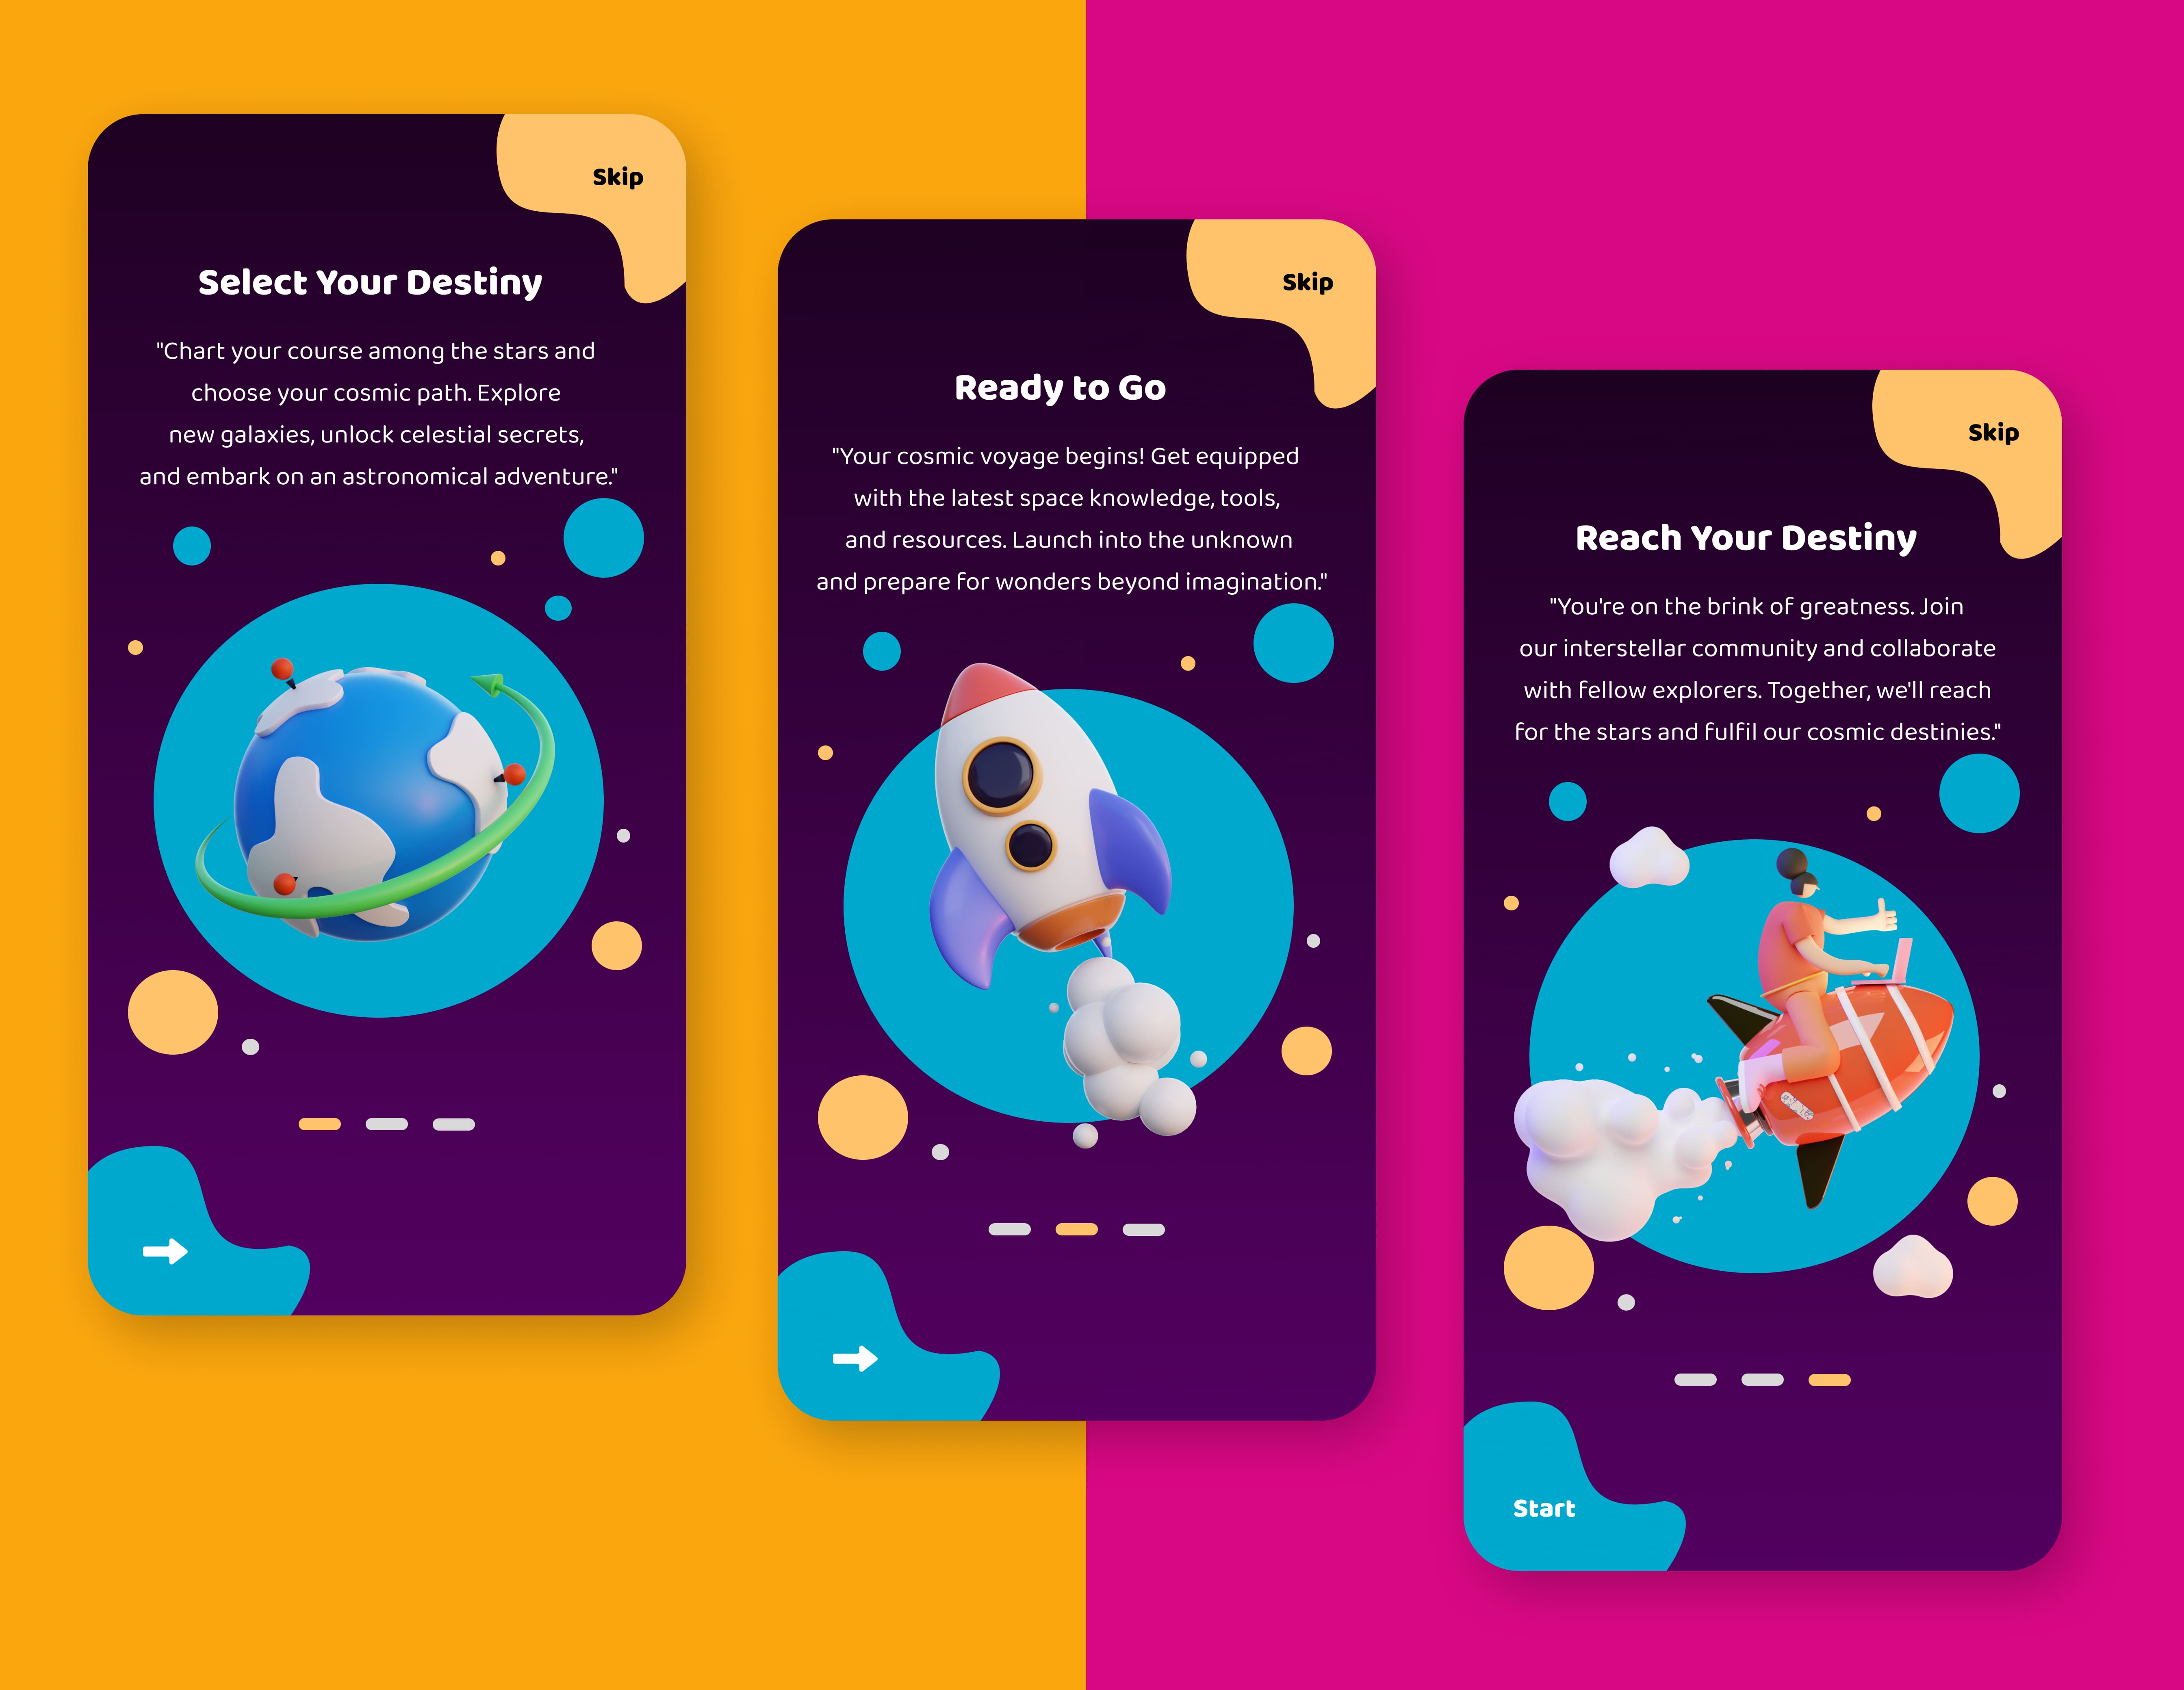 Skip
Select Your Destiny
"Chart your course among the stars and
choose your cosmic path. Explore
new galaxies, unlock celestial secrets,
and embark on an astronomical adventure."
Skip
Ready to Go
"Your cosmic voyage begins! Get equipped
with the latest space knowledge, tools,
and resources. Launch into the unknown
and prepare for wonders beyond imagination."
Skip
Reach Your Destiny
"You're on the brink of greatness. Join
our interstellar community and collaborate
with fellow explorers. Together, we'll reach
for the stars and fulfil our cosmic destinies."
Start